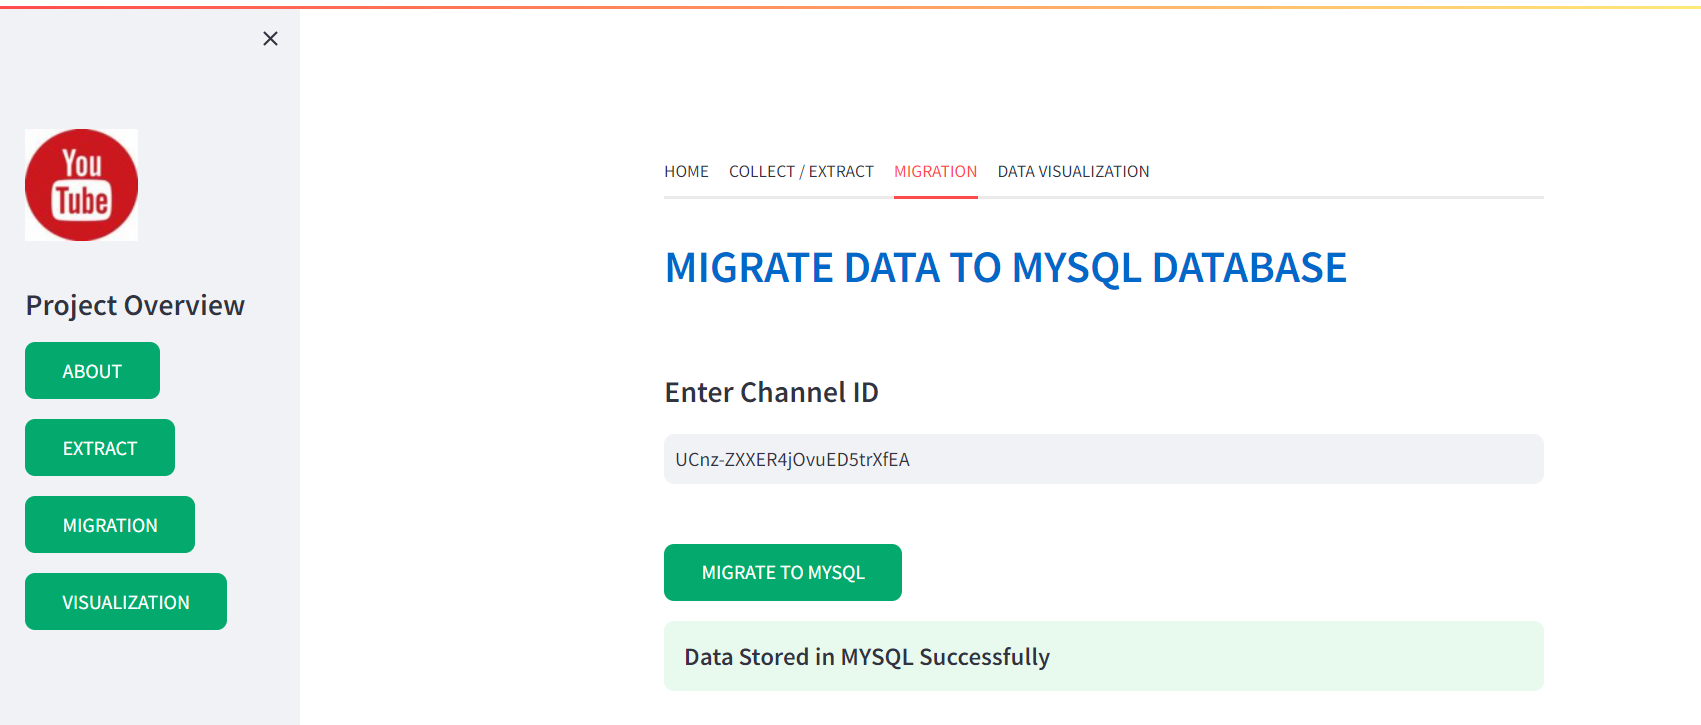 You
Tube
Project Overview
ABOUT
EXTRACT
MIGRATION
VISUALIZATION
HOME COLLECT / EXTRACT MIGRATION DATA VISUALIZATION
MIGRATE DATA TO MYSQL DATABASE
Enter Channel ID
UCnz-ZXXER4jOvuED5trXfEA
MIGRATE TO MYSQL
Data Stored in MYSQL Successfully